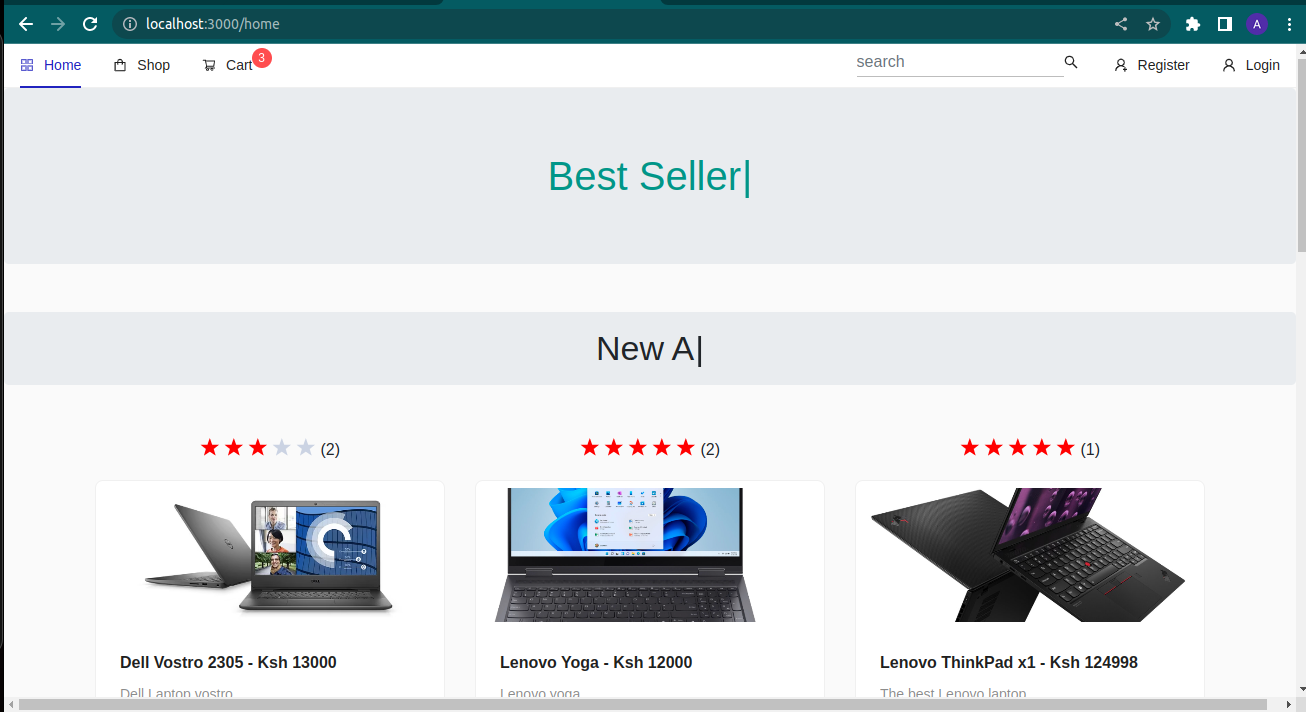 localhost:3000/home
A
Home
Shop
Cart
3
search
Register
Login
Best Seller|
New A|
(2)
(2)
(1)
Dell Vostro 2305 - Ksh 13000
Lenovo Yoga - Ksh 12000
Lenovo ThinkPad x1 - Ksh 124998
Dell Laptop vostro
Lenovo yoga
The best Lenovo laptop